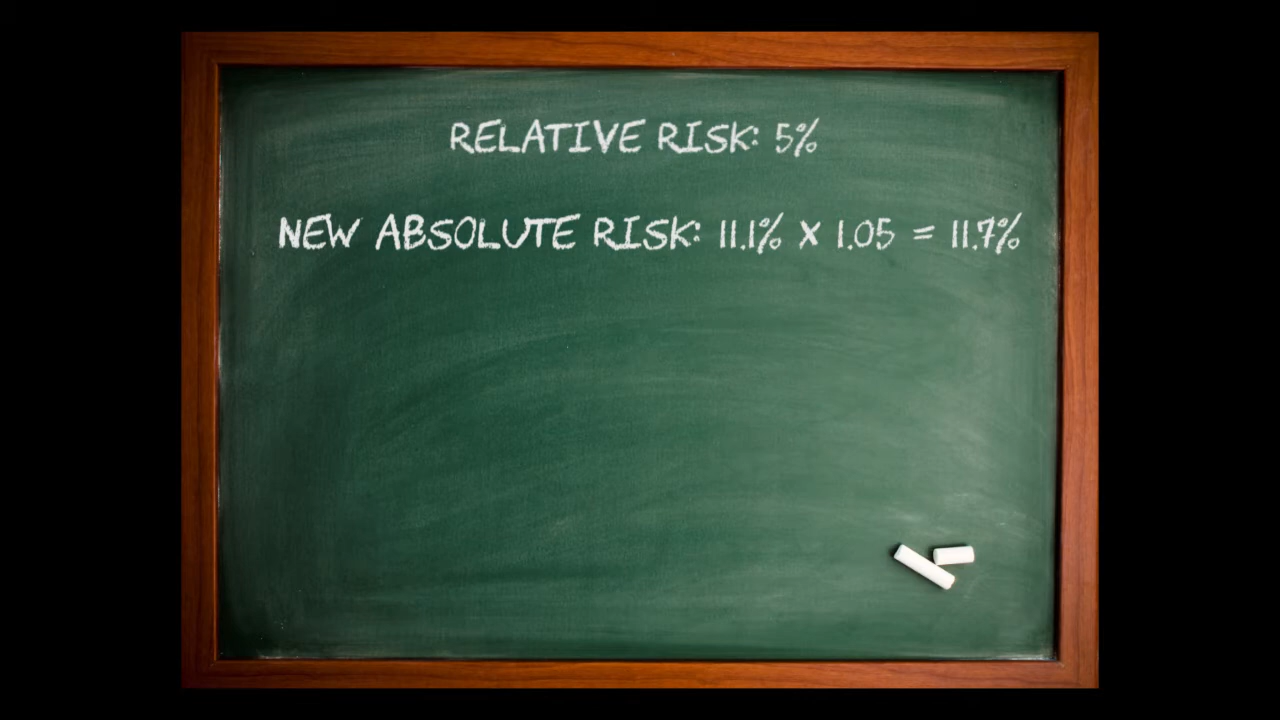 RELATIVE RISK: 5%
NEW ABSOLUTE RISK: 11.1% X 1.05 = 11.7%